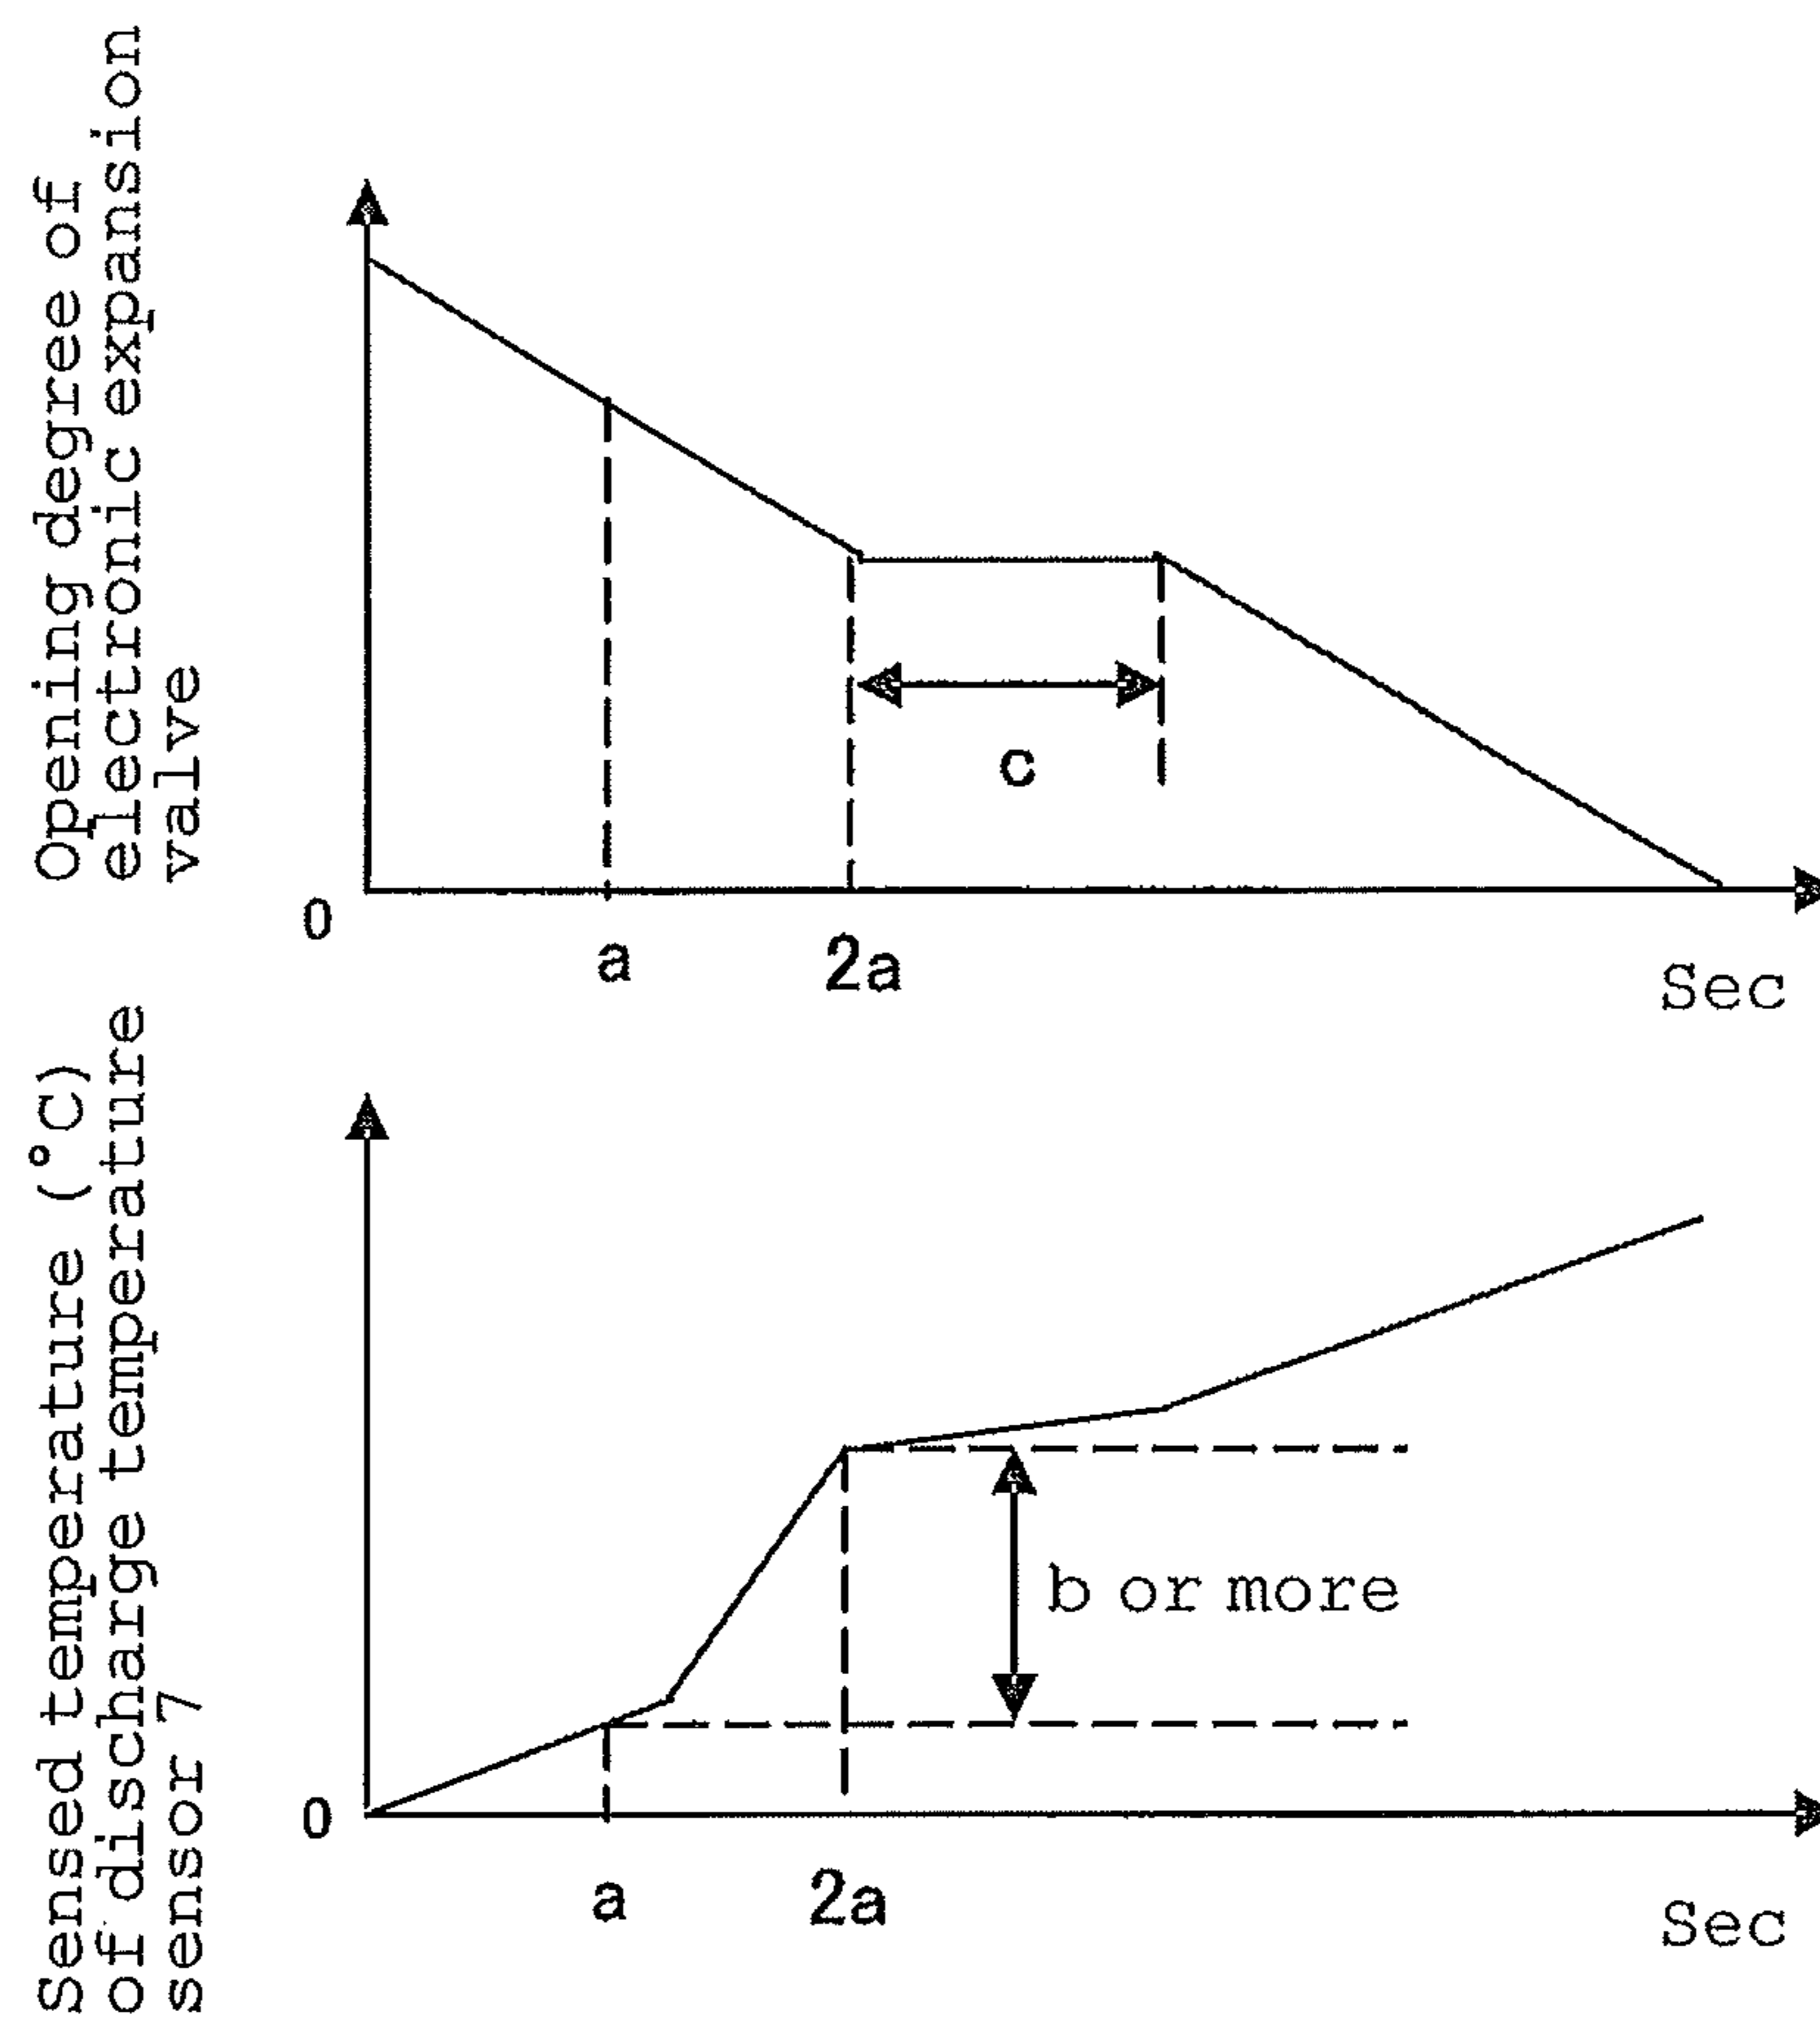 Opening degree of
electronic expansion
valve
c
0
a
2a
Sec
Sensed temperature (°C)
of discharge temperature
sensor 7
b or more
0
a
2a
Sec